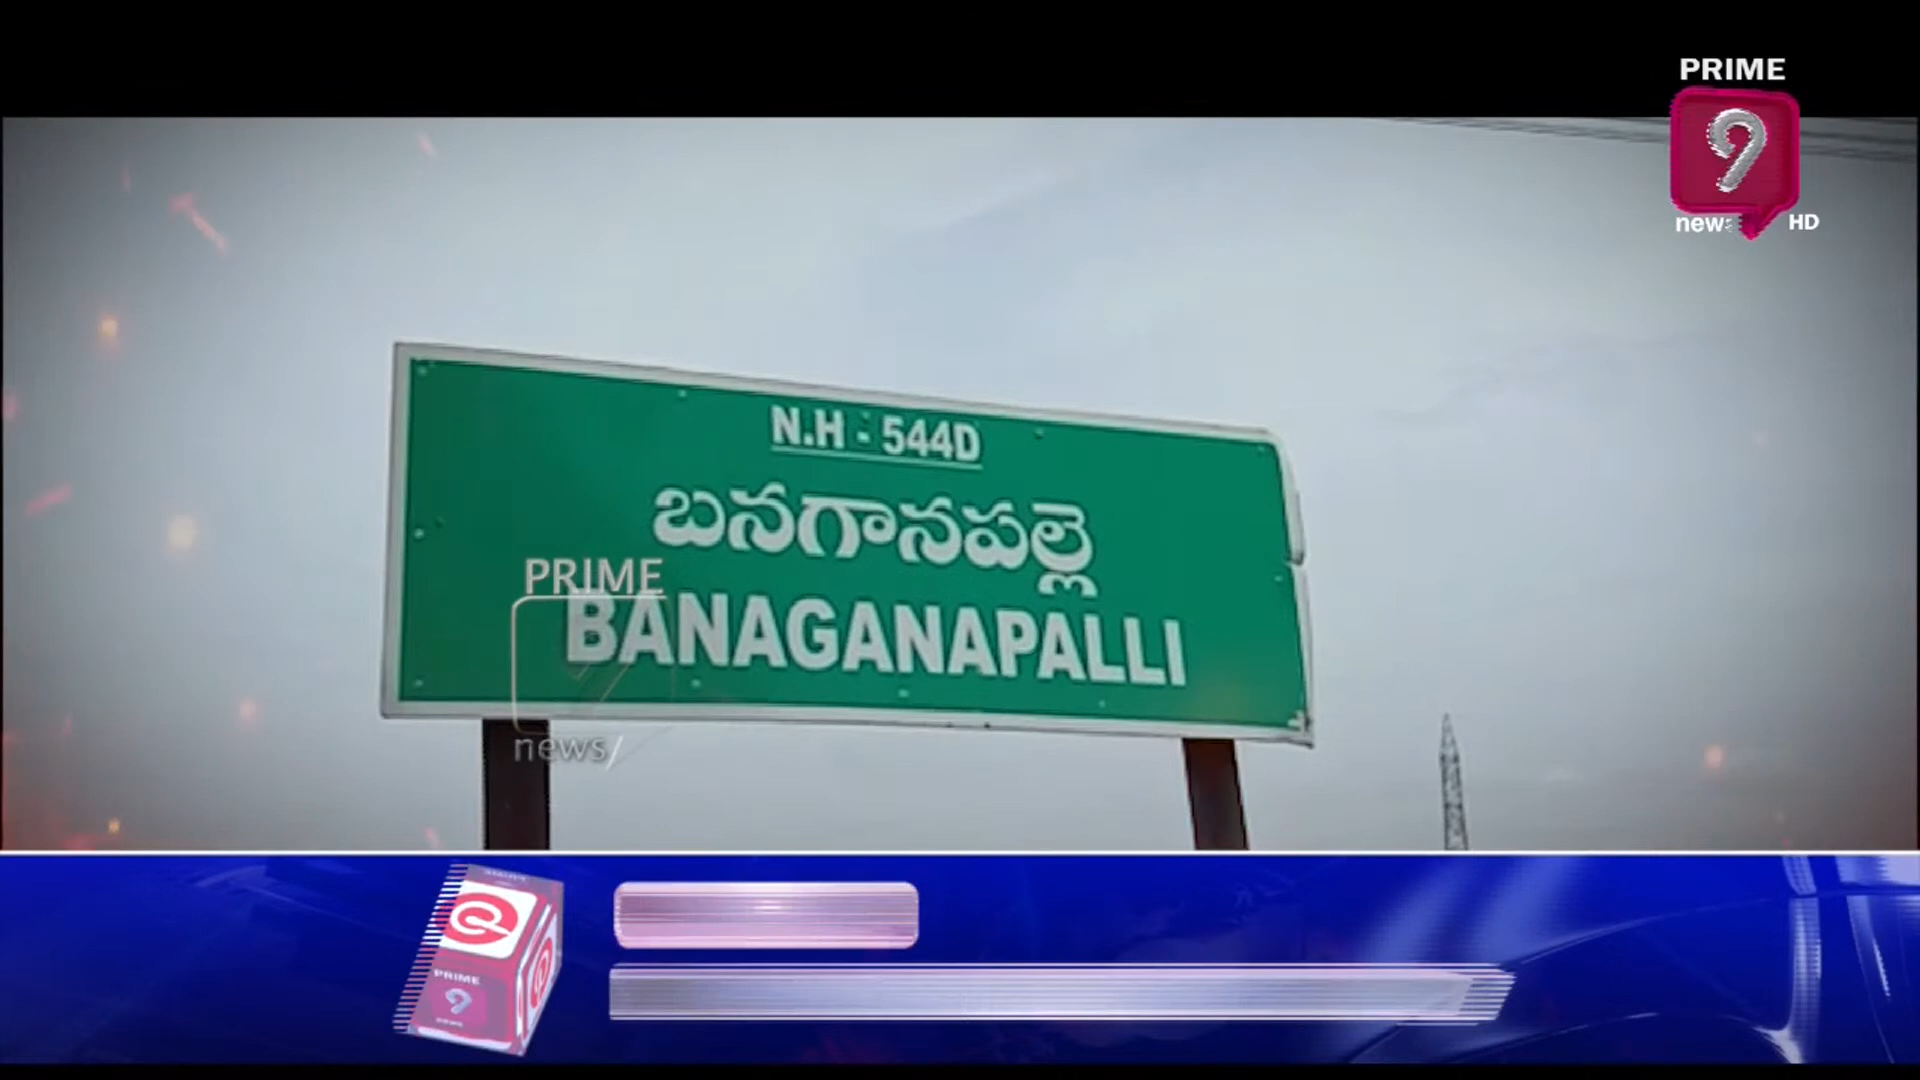 PRIME
9
news
HD
N.H - 544D
బనగానపల్లె
BANAGANAPALLI
PRIME
news
PRIME
9